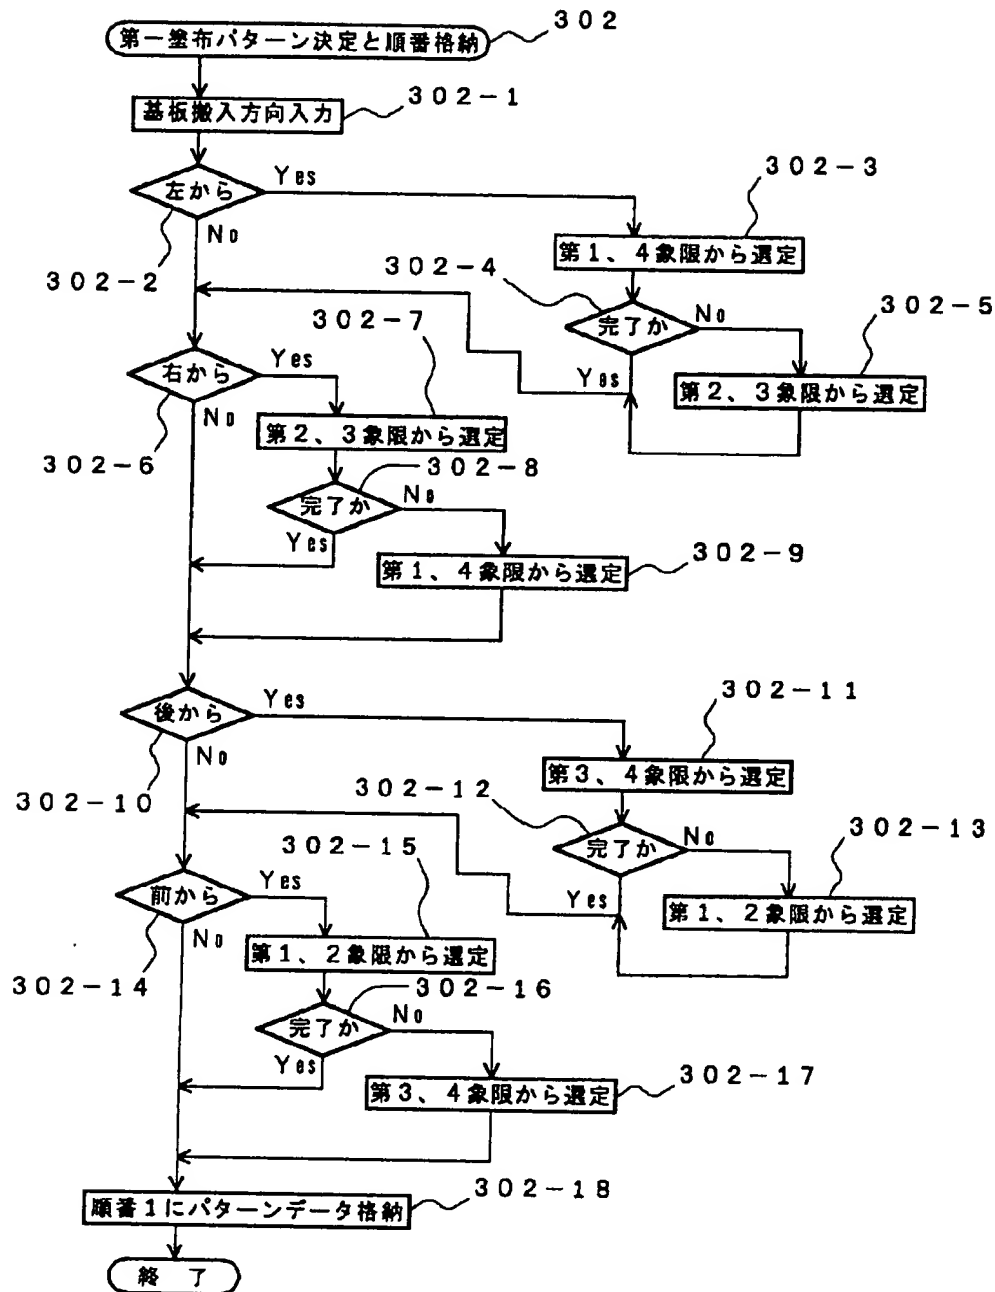 302
第一塗布パターン決定と順番格納
302-1
基板搬入方向入力
左から
Yes
No
302-2
302-3
第1、4象限から選定
302-4
完了か
No
Yes
302-5
第2、3象限から選定
302-7
右から
Yes
No
302-6
第2、3象限から選定
302-8
完了か
No
Yes
302-9
第1、4象限から選定
後から
Yes
No
302-10
302-11
第3、4象限から選定
302-12
完了か
No
Yes
302-13
第1、2象限から選定
302-15
前から
Yes
No
302-14
第1、2象限から選定
302-16
完了か
No
Yes
302-17
第3、4象限から選定
302-18
順番1にパターンデータ格納
終 了